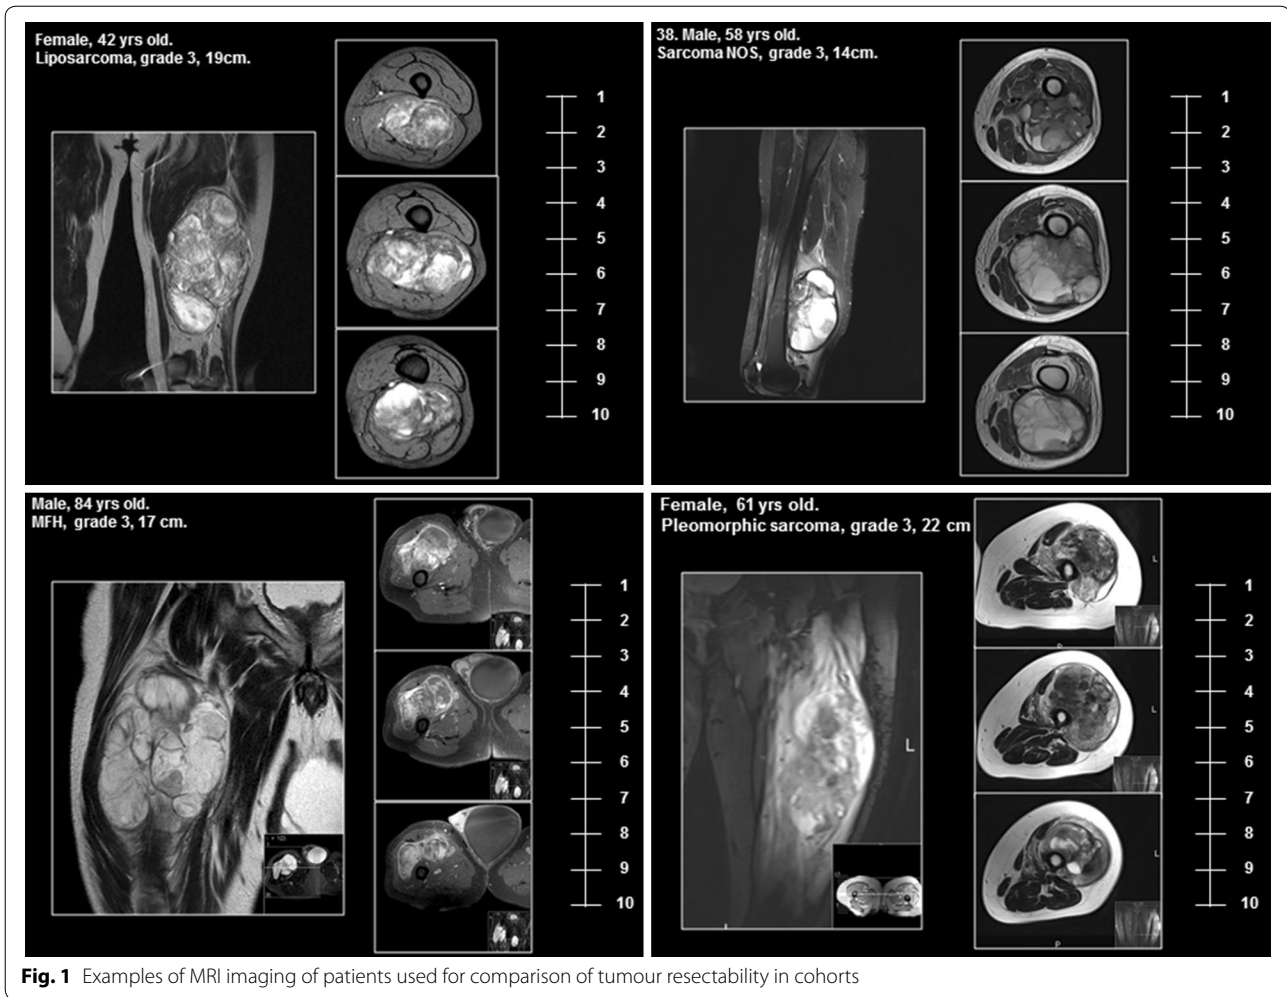 Female, 42 yrs old.
Liposarcoma, grade 3, 19cm.
1
2
3
4
5
6
7
8
9
10
38. Male, 58 yrs old.
Sarcoma NOS, grade 3, 14cm.
1
2
3
4
5
6
7
8
9
10
Male, 84 yrs old.
MFH, grade 3, 17 cm.
1
2
3
4
5
6
7
8
9
10
Female, 61 yrs old.
Pleomorphic sarcoma, grade 3, 22 cm
L
L
L
L
P
P
1
2
3
4
5
6
7
8
9
10
Fig. 1 Examples of MRI imaging of patients used for comparison of tumour resectability in cohorts